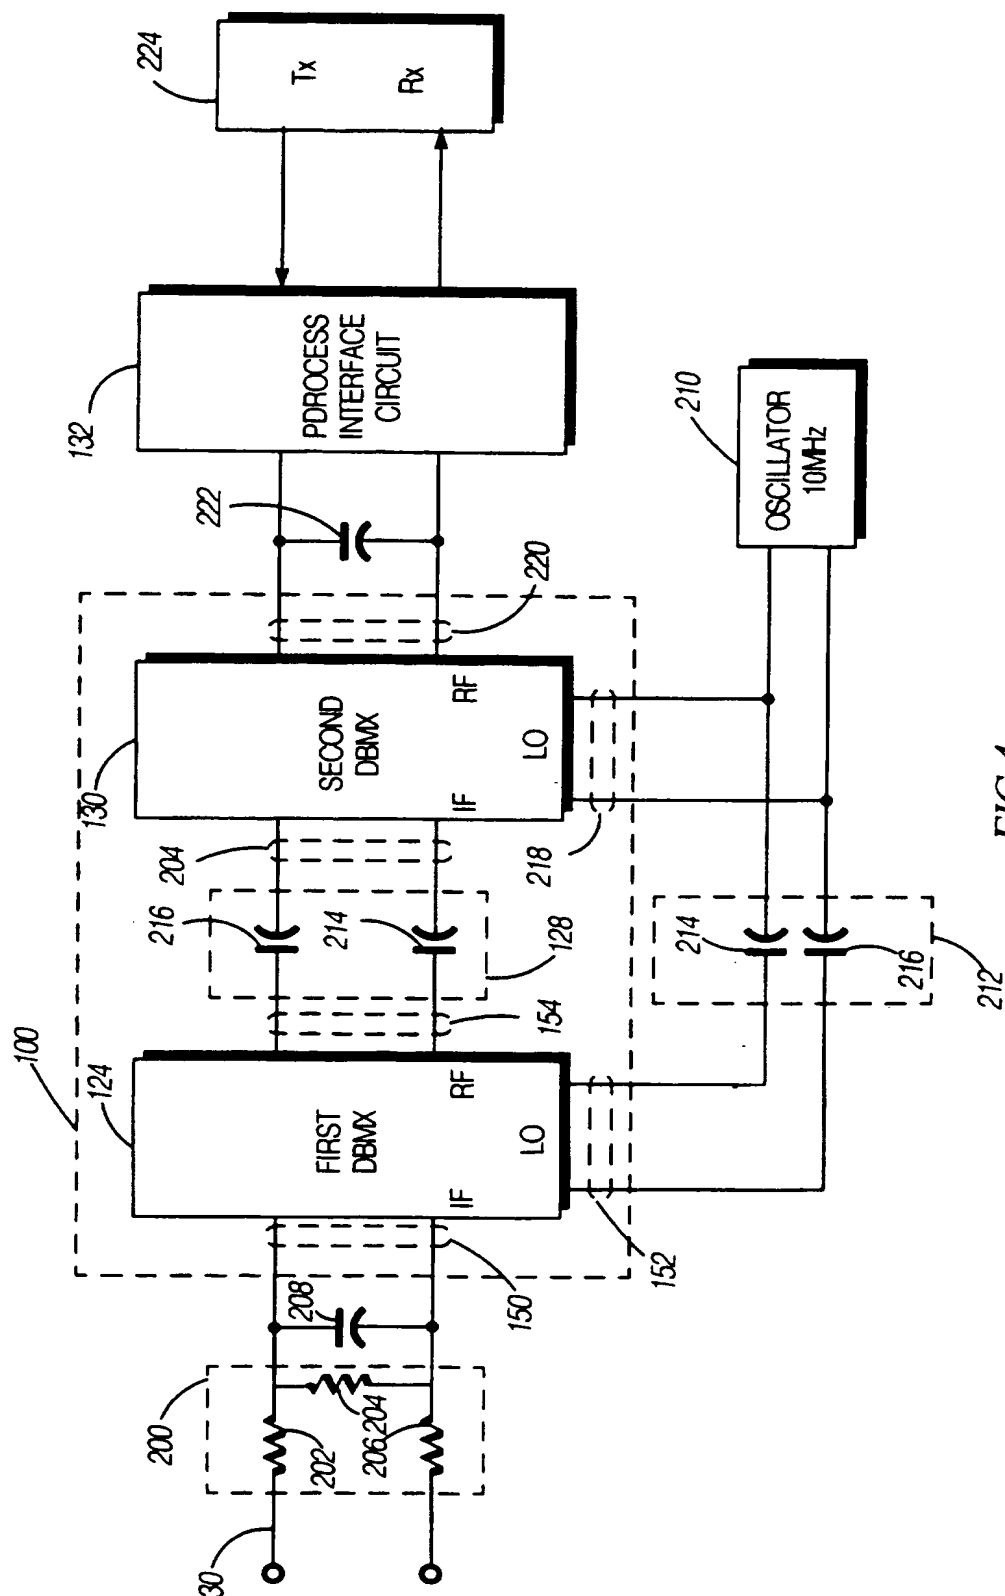 30
200
202
206
204
208
150
100
124
FIRST
DBMX
IF
LO
RF
152
154
128
216
214
204
130
SECOND
DBMX
IF
LO
RF
218
220
222
132
PDROCESS
INTERFACE
CIRCUIT
224
Tx
Rx
212
214
216
210
OSCILLATOR
10MHz
FIG.4